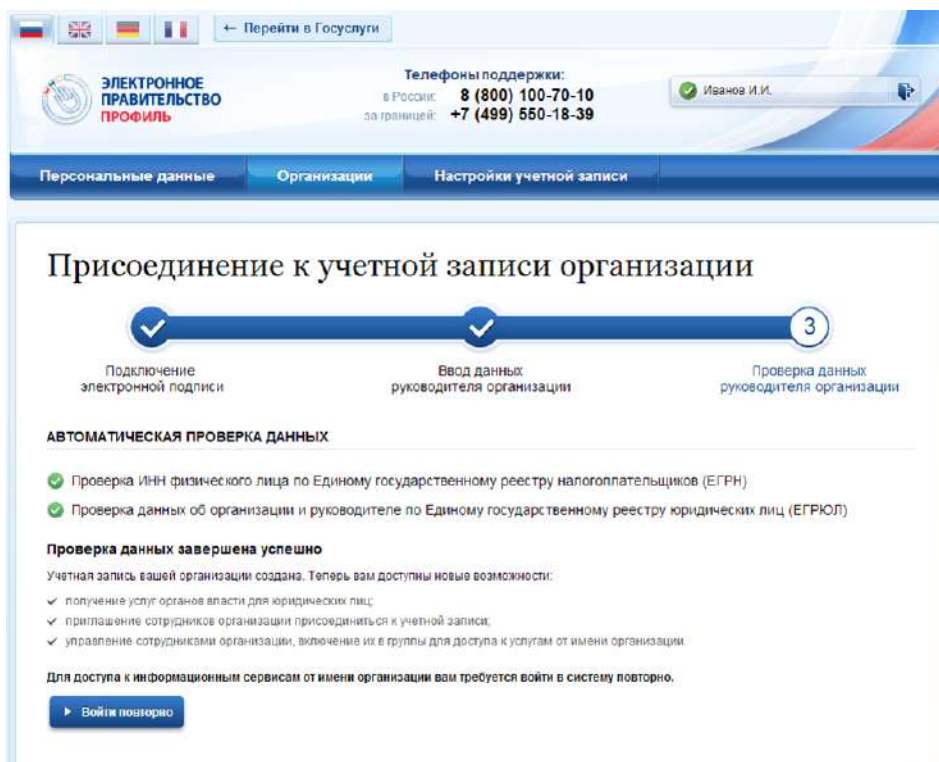 ← Перейти в Госуслуги
ЭЛЕКТРОННОЕ
ПРАВИТЕЛЬСТВО
ПРОФИЛЬ
Телефоны поддержки:
в России: 8 (800) 100-70-10
за границей: +7 (499) 550-18-39
Иванов И.И.
Персональные данные Организации Настройки учетной записи
Присоединение к учетной записи организации
3
Подключение
электронной подписи
Ввод данных
руководителя организации
Проверка данных
руководителя организации
АВТОМАТИЧЕСКАЯ ПРОВЕРКА ДАННЫХ
Проверка ИНН физического лица по Единому государственному реестру налогоплательщиков (ЕГРН)
Проверка данных об организации и руководителе по Единому государственному реестру юридических лиц (ЕГРЮЛ)
Проверка данных завершена успешно
Учетная запись вашей организации создана. Теперь вам доступны новые возможности:
получение услуг органов власти для юридических лиц;
приглашение сотрудников организации присоединиться к учетной записи;
управление сотрудниками организации, включение их в группы для доступа к услугам от имени организации.
Для доступа к информационным сервисам от имени организации вам требуется войти в систему повторно.
Войти повторно